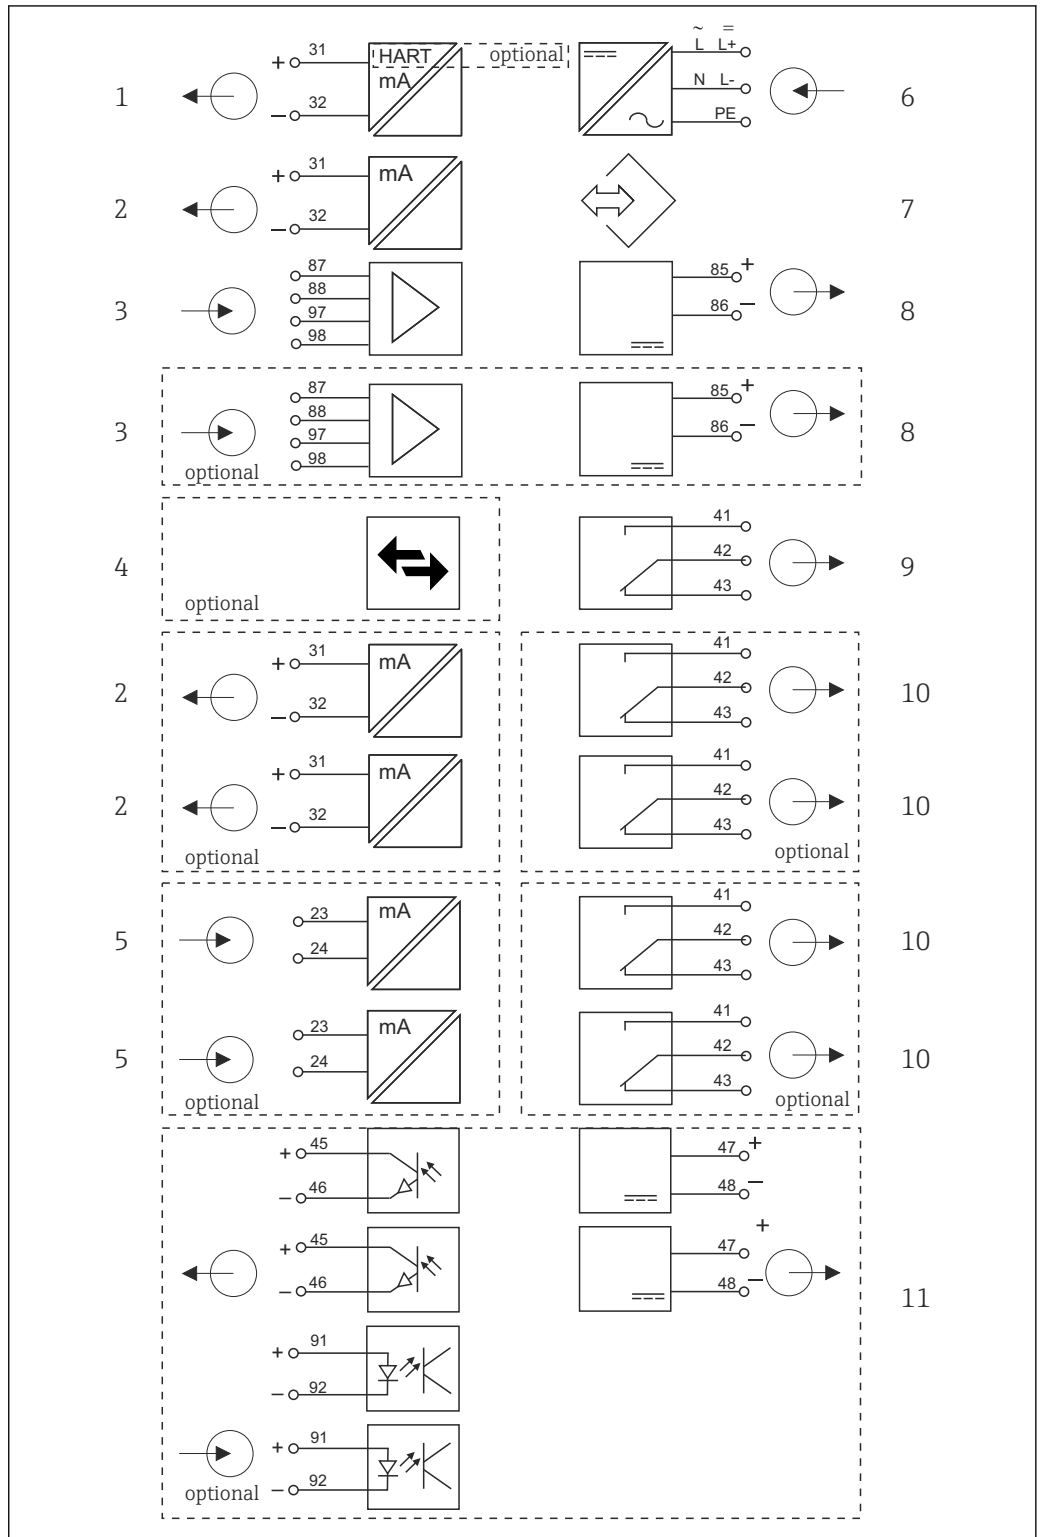 ~ =
31 HART optional L L+
1 + mA N L- 6
32 PE
−
31
2 + mA 7
32
−
87 85 +
88
3 97 86 − 8
98
87 85 +
88
3 97 86 − 8
98
optional
41
4 42 9
optional 43
31 41
+ mA
2 42 10
32 43
−
31 41
+ mA
2 42 10
32 43
−
optional optional
23 mA 41
5 24 42 10
43
23 mA 41
5 24 42 10
43
optional optional
+ 45 47 +
− 46 48 −
+ 45 47 +
− 46 48 −
11
+ 91
− 92
+ 91
optional − 92